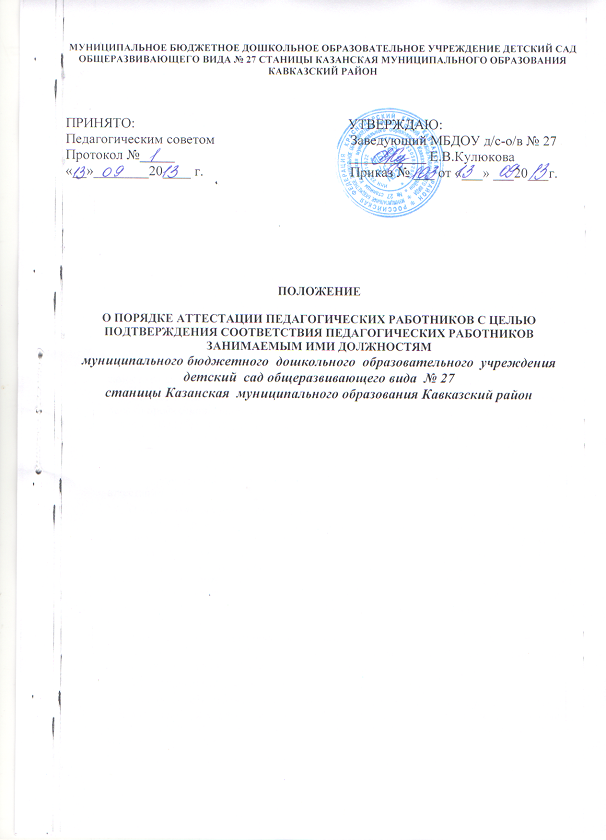 МУНИЦИПАЛЬНОЕ БЮДЖЕТНОЕ ДОШКОЛЬНОЕ ОБРАЗОВАТЕЛЬНОЕ УЧРЕЖДЕНИЕ ДЕТСКИЙ САД
ОБЩЕРАЗВИВАЮЩЕГО ВИДА № 27 СТАНИЦЫ КАЗАНСКАЯ МУНИЦИПАЛЬНОГО ОБРАЗОВАНИЯ
КАВКАЗСКИЙ РАЙОН
ПРИНЯТО: УТВЕРЖДАЮ:
Педагогическим советом Заведующий МБДОУ д/с-о/в № 27
Протокол № 1 Е.В.Кулюкова
«13» 09 2013 г. Приказ № 103 от «13» 09 2013 г.
ПОЛОЖЕНИЕ
О ПОРЯДКЕ АТТЕСТАЦИИ ПЕДАГОГИЧЕСКИХ РАБОТНИКОВ С ЦЕЛЬЮ
ПОДТВЕРЖДЕНИЯ СООТВЕТСТВИЯ ПЕДАГОГИЧЕСКИХ РАБОТНИКОВ
ЗАНИМАЕМЫМ ИМИ ДОЛЖНОСТЯМ
муниципального бюджетного дошкольного образовательного учреждения
детский сад общеразвивающего вида № 27
станицы Казанская муниципального образования Кавказский район